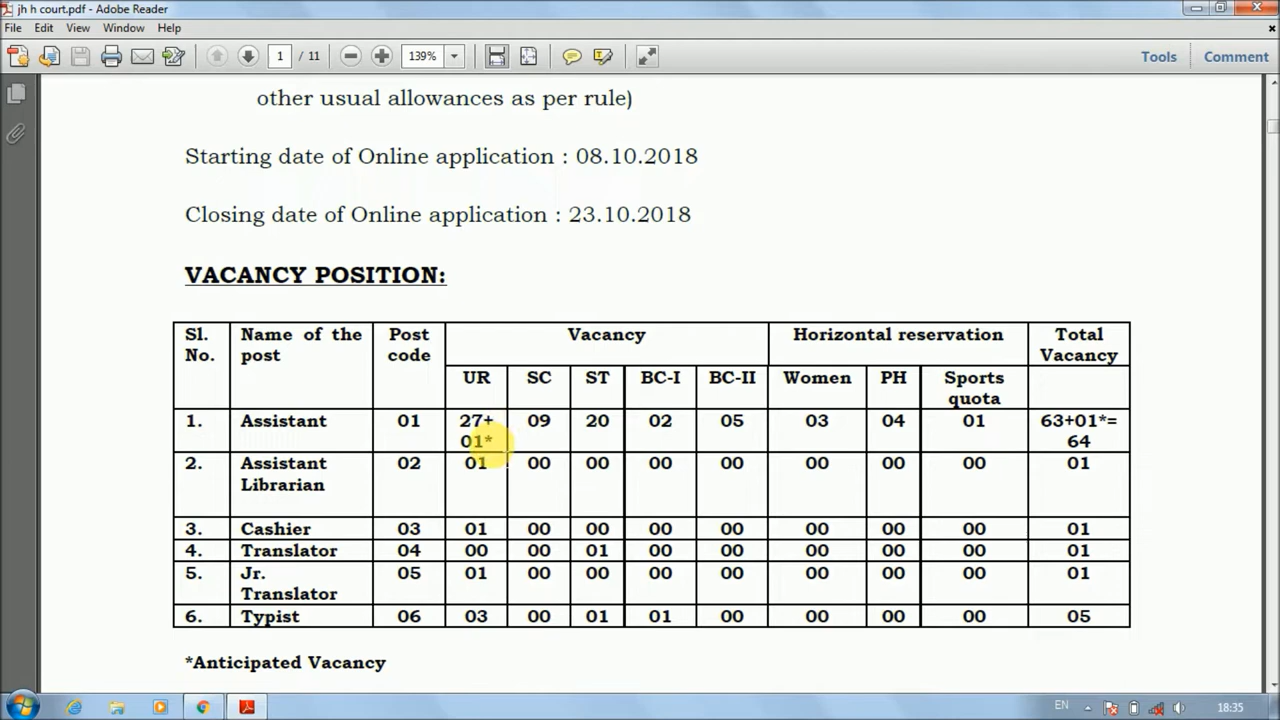 jh h court.pdf - Adobe Reader
File Edit View Window Help
1 / 11 139% Tools Comment
other usual allowances as per rule)
Starting date of Online application : 08.10.2018
Closing date of Online application : 23.10.2018
VACANCY POSITION:
Sl. No. Name of the post Post code Vacancy Horizontal reservation Total Vacancy
UR SC ST BC-I BC-II Women PH Sports quota
1. Assistant 01 27+ 01* 09 20 02 05 03 04 01 63+01*= 64
2. Assistant Librarian 02 01 00 00 00 00 00 00 00 01
3. Cashier 03 01 00 00 00 00 00 00 00 01
4. Translator 04 00 00 01 00 00 00 00 00 01
5. Jr. Translator 05 01 00 00 00 00 00 00 00 01
6. Typist 06 03 00 01 01 00 00 00 00 05
*Anticipated Vacancy
EN 18:35